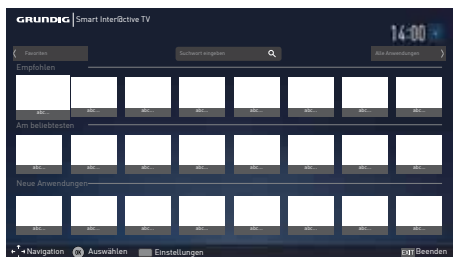 GRUNDIG Smart Inter@ctive TV
14:00
Favoriten Suchwort eingeben Alle Anwendungen
Empfohlen
abc... abc... abc... abc... abc... abc... abc... abc...
Am beliebtesten
abc... abc... abc... abc... abc... abc... abc... abc...
Neue Anwendungen
abc... abc... abc... abc... abc... abc... abc... abc...
Navigation OK Auswählen Einstellungen EXIT Beenden